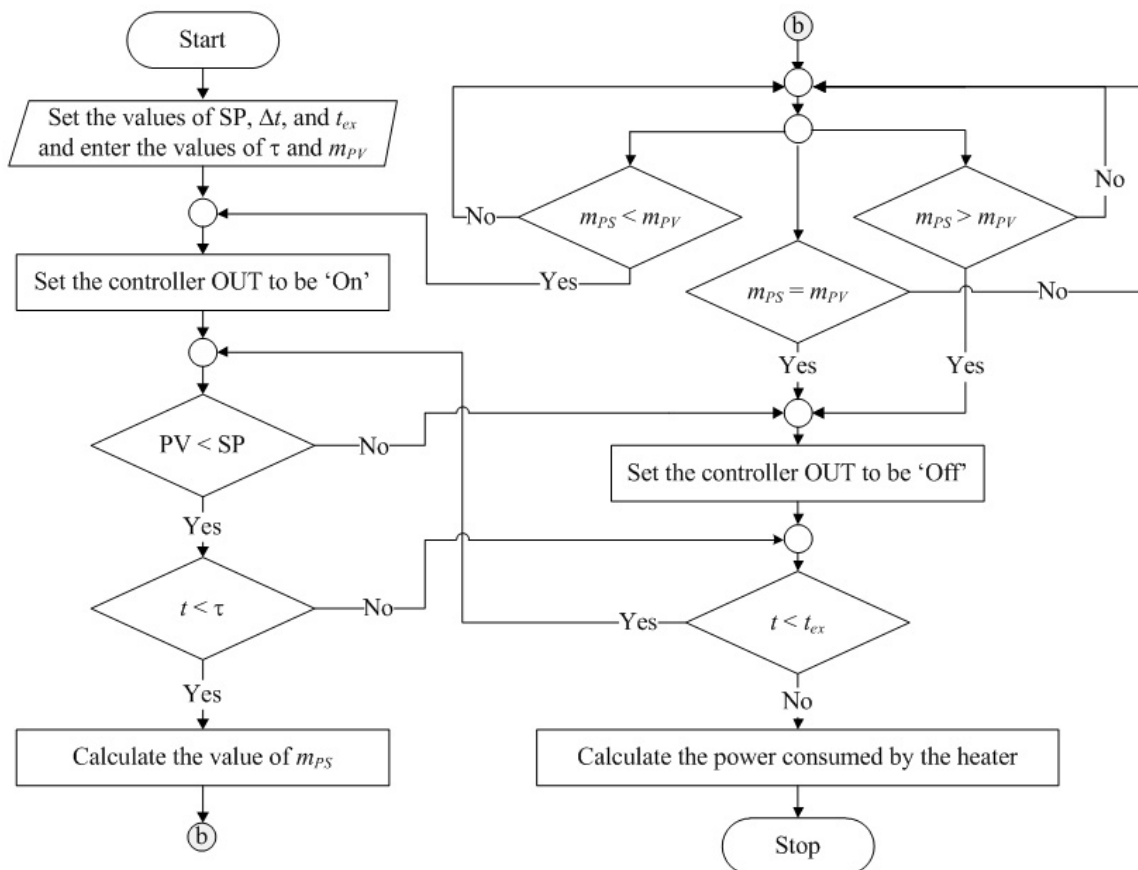 Start
Set the values of SP, Δt, and t_ex
and enter the values of τ and m_PV
Set the controller OUT to be ‘On’
PV < SP
No
Yes
t < τ
No
Yes
Calculate the value of m_PS
b
b
m_PS < m_PV
No
Yes
m_PS > m_PV
No
Yes
m_PS = m_PV
No
Yes
Set the controller OUT to be ‘Off’
t < t_ex
Yes
No
Calculate the power consumed by the heater
Stop